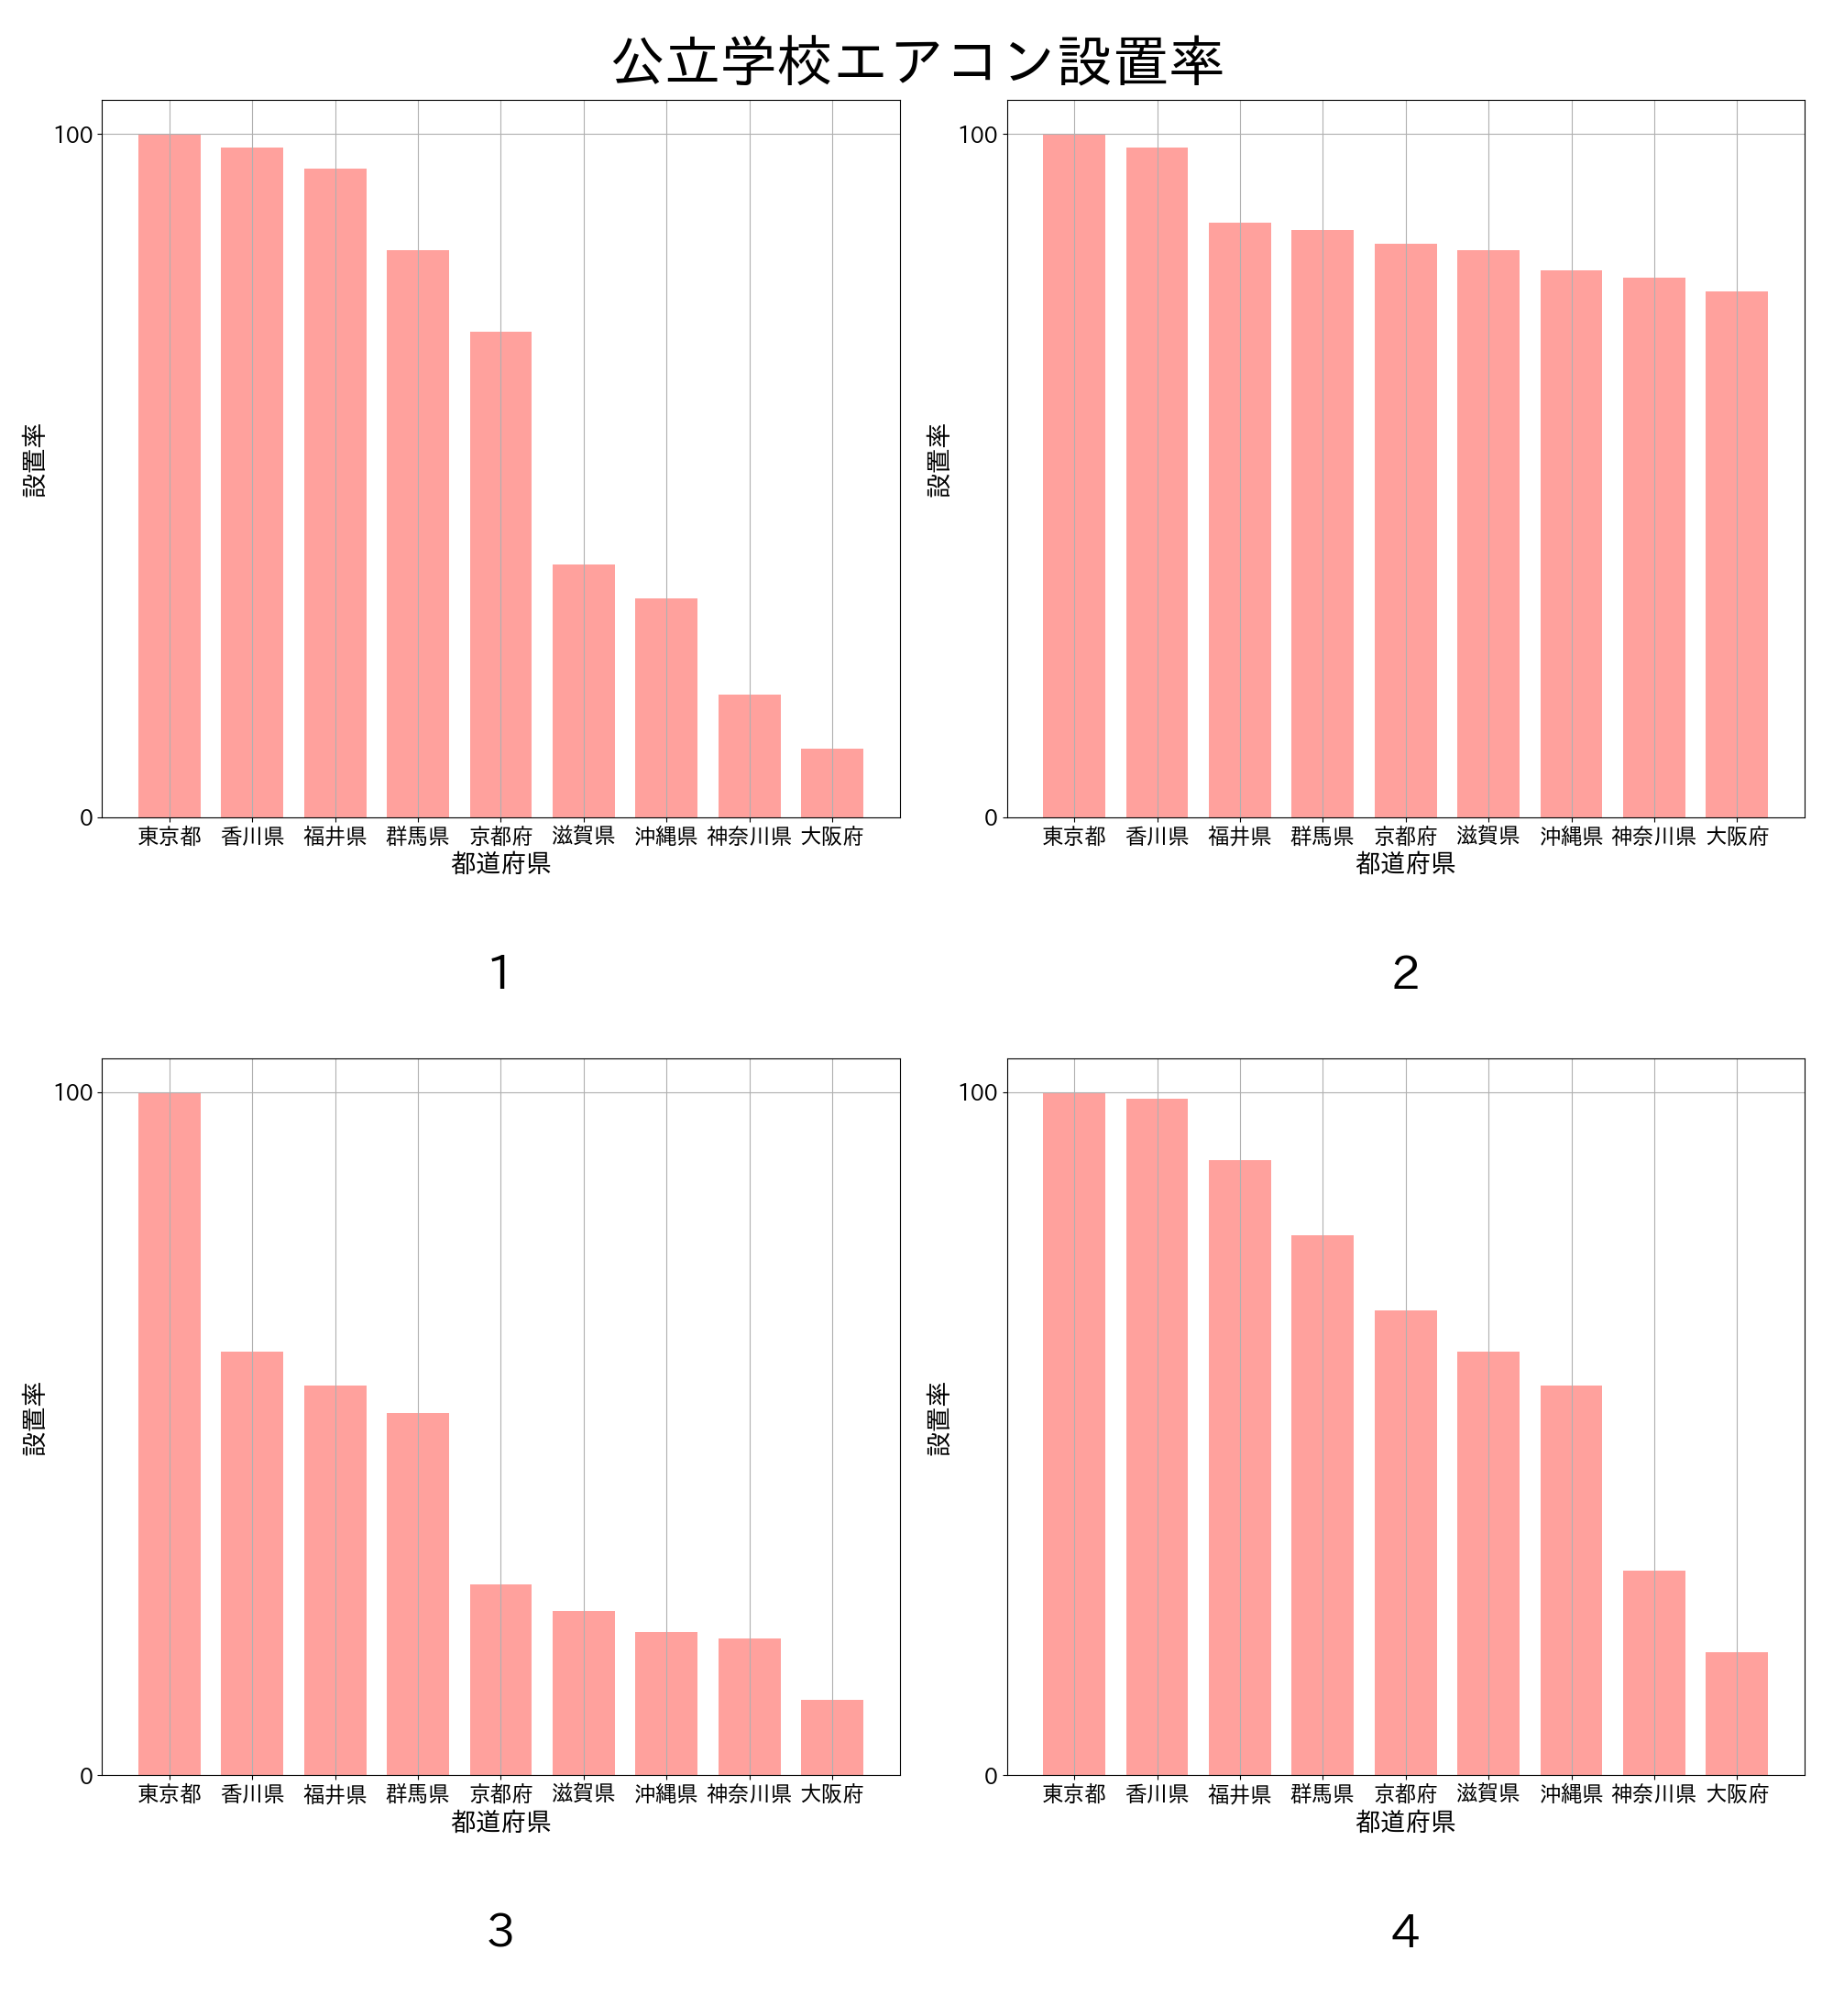 公立学校エアコン設置率
100
0
設置率
東京都 香川県 福井県 群馬県 京都府 滋賀県 沖縄県 神奈川県 大阪府
都道府県
1
100
0
設置率
東京都 香川県 福井県 群馬県 京都府 滋賀県 沖縄県 神奈川県 大阪府
都道府県
2
100
0
設置率
東京都 香川県 福井県 群馬県 京都府 滋賀県 沖縄県 神奈川県 大阪府
都道府県
3
100
0
設置率
東京都 香川県 福井県 群馬県 京都府 滋賀県 沖縄県 神奈川県 大阪府
都道府県
4